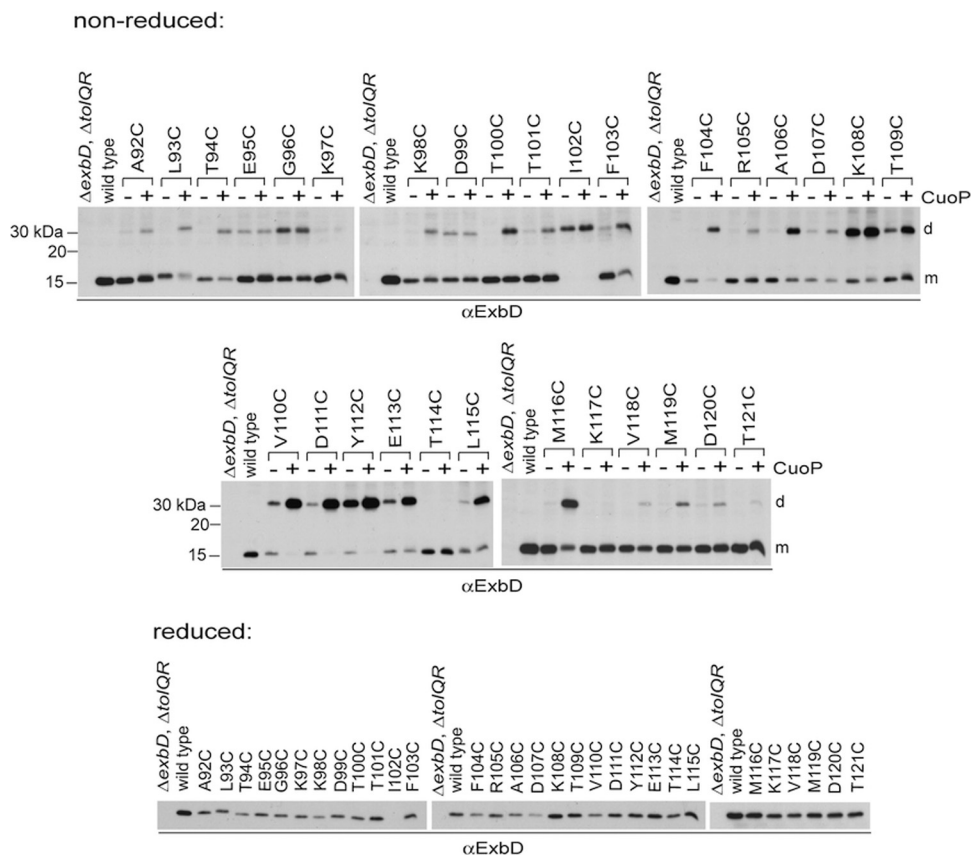 non-reduced:
ΔexbD, ΔtolQR wild type A92C L93C T94C E95C G96C K97C ΔexbD, ΔtolQR wild type K98C D99C T100C T101C I102C F103C ΔexbD, ΔtolQR wild type F104C R105C A106C D107C K108C T109C
- + - + - + - + - + - + - + - + - + - + - + - + - + - + - + - + - + - + CuoP
30 kDa d
20
15 m
αExbD
ΔexbD, ΔtolQR wild type V110C D111C Y112C E113C T114C L115C ΔexbD, ΔtolQR wild type M116C K117C V118C M119C D120C T121C
- + - + - + - + - + - + - + - + - + - + - + - + CuoP
30 kDa d
20
15 m
αExbD
reduced:
ΔexbD, ΔtolQR wild type A92C L93C T94C E95C G96C K97C K98C D99C T100C T101C I102C F103C ΔexbD, ΔtolQR wild type F104C R105C A106C D107C K108C T109C V110C D111C Y112C E113C T114C L115C ΔexbD, ΔtolQR wild type M116C K117C V118C M119C D120C T121C
αExbD